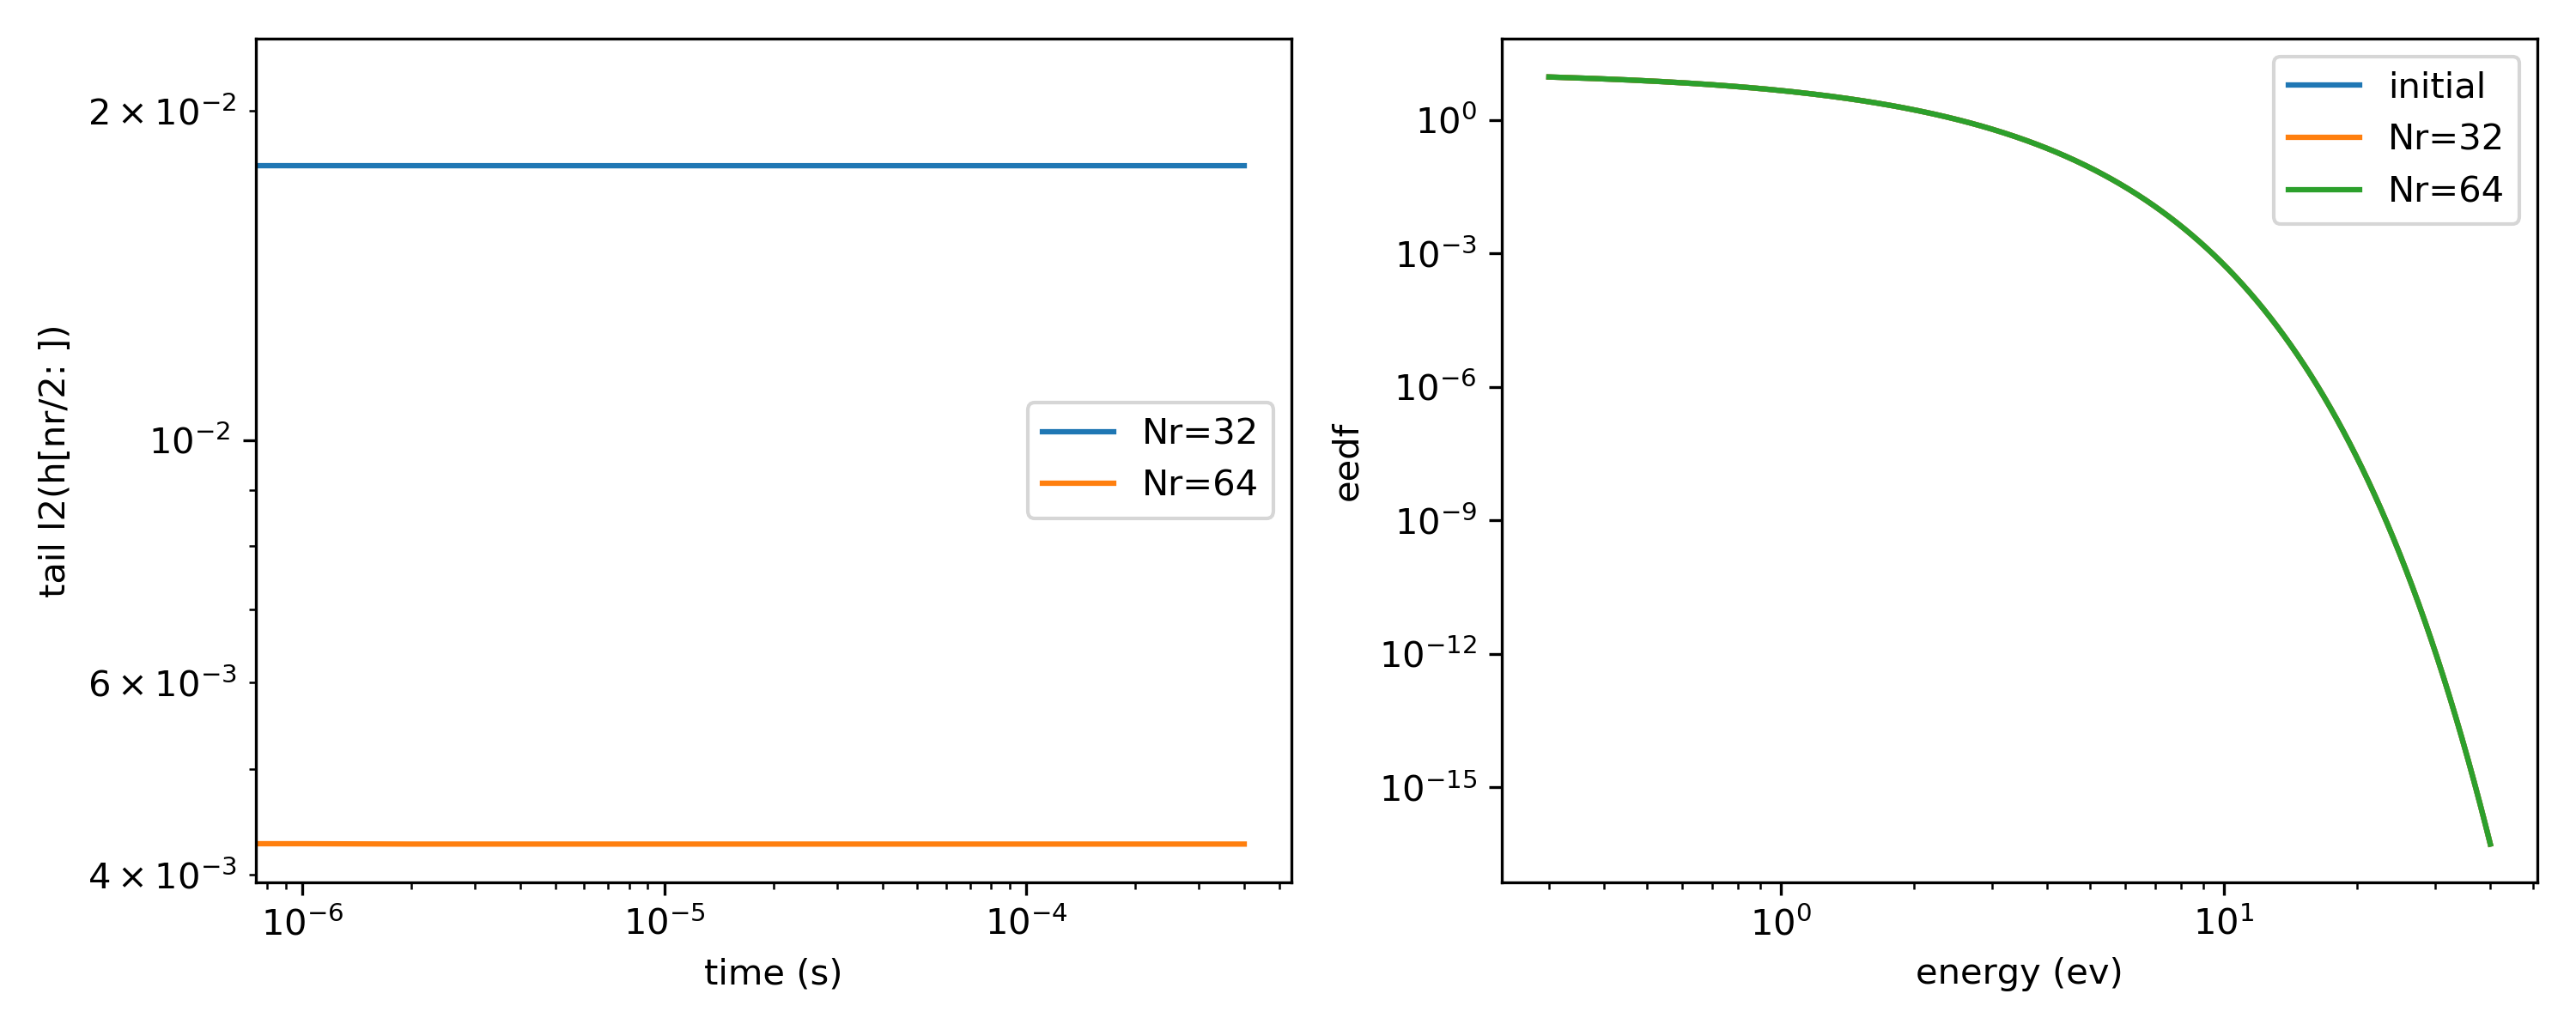 2 × 10⁻²
10⁻²
6 × 10⁻³
4 × 10⁻³
tail l2(h[nr/2: ])
Nr=32
Nr=64
10⁻⁶
10⁻⁵
10⁻⁴
time (s)
10⁰
10⁻³
10⁻⁶
10⁻⁹
10⁻¹²
10⁻¹⁵
eedf
initial
Nr=32
Nr=64
10⁰
10¹
energy (ev)